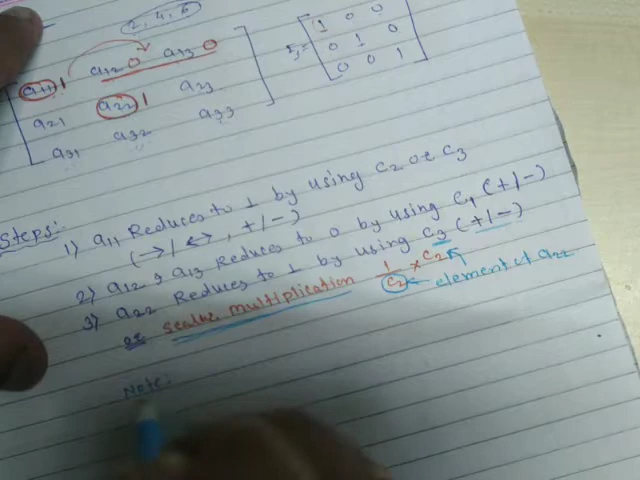 2, 4, 6
a11 1 a12 0 a13 0
a21 a22 1 a23
a31 a32 a33
I3 = 1 0 0
0 1 0
0 0 1
Steps:
1) a11 Reduces to 1 by using C2 or C3
(→ / ↔ , + / -)
2) a12 & a13 Reduces to 0 by using C1 (+/-)
3) a22 Reduces to 1 by using C3 (+/-)
or scalar multiplication 1/C2 × C2 ← element of a22
Note: